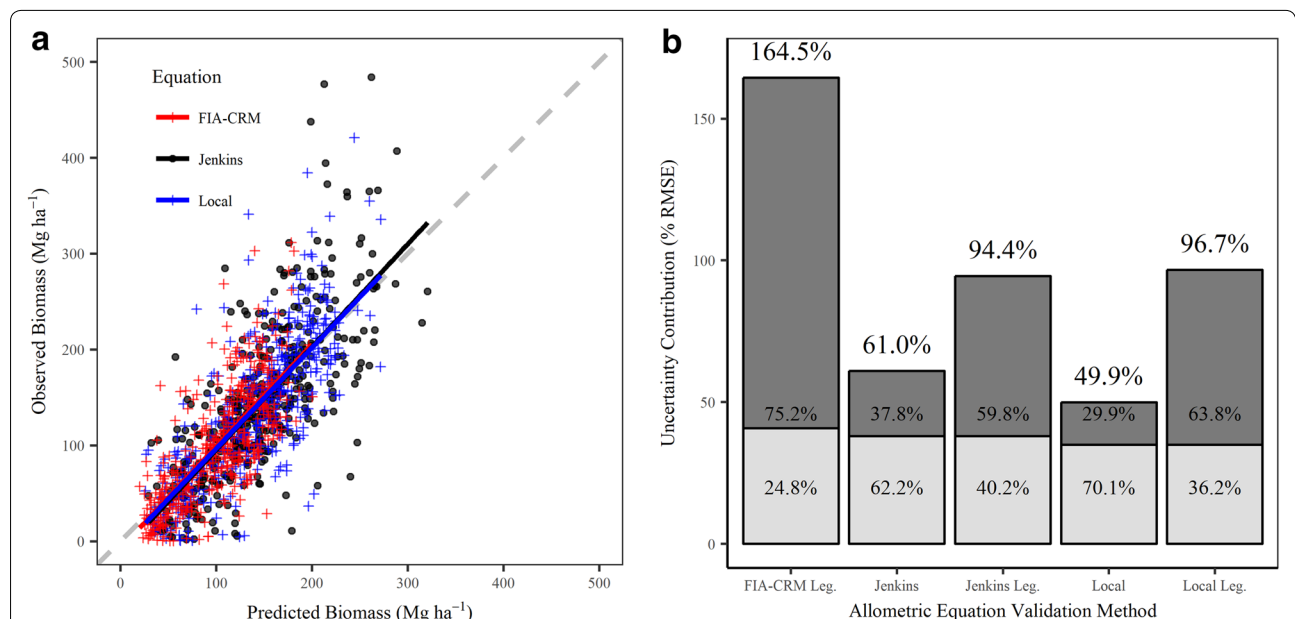 a
Equation
FIA-CRM
Jenkins
Local
Observed Biomass (Mg ha⁻¹)
500
400
300
200
100
0
0 100 200 300 400 500
Predicted Biomass (Mg ha⁻¹)
b
Uncertainty Contribution (% RMSE)
150
100
50
0
164.5%
61.0%
94.4%
49.9%
96.7%
75.2% 37.8% 59.8% 29.9% 63.8%
24.8% 62.2% 40.2% 70.1% 36.2%
FIA-CRM Leg. Jenkins Jenkins Leg. Local Local Leg.
Allometric Equation Validation Method